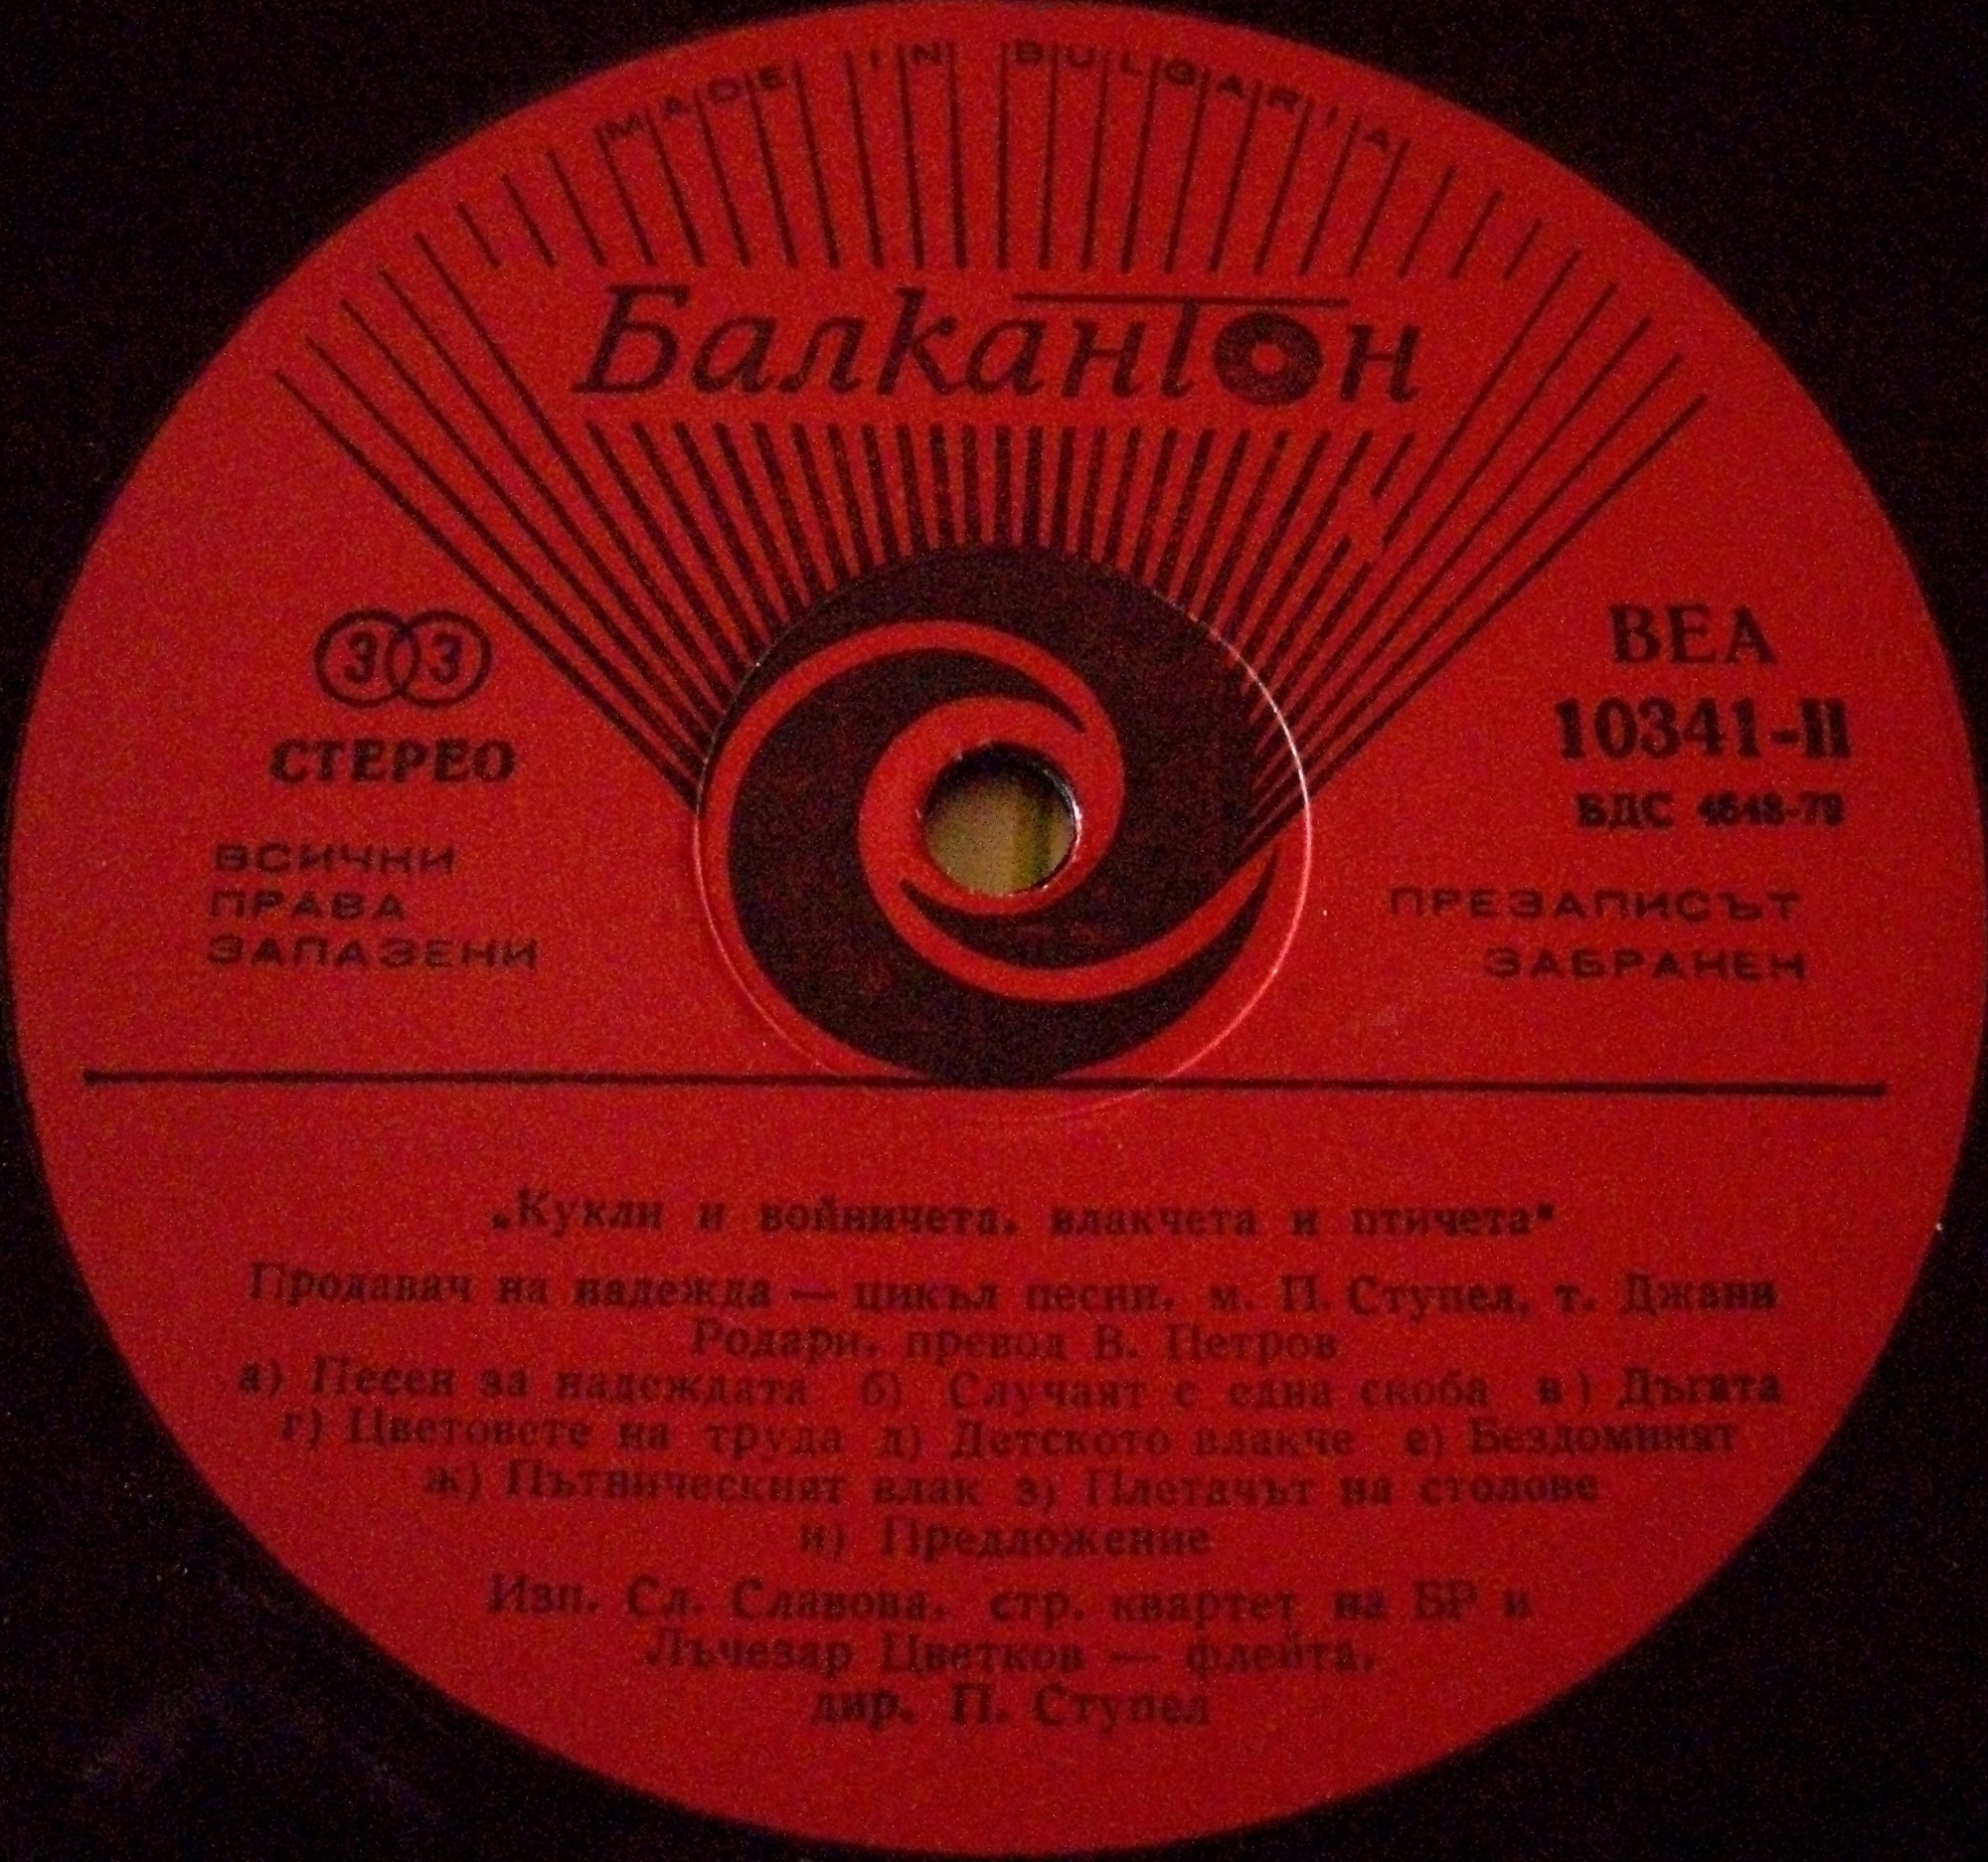 MADE IN BULGARIA
Балкантон
33
СТЕРЕО
ВСИЧКИ
ПРАВА
ЗАПАЗЕНИ
ВЕА
10341-II
БДС 4848-79
ПРЕЗАПИСЪТ
ЗАБРАНЕН
„Кукли и войничета, влакчета и птичета"
Продавач на надежда — цикъл песни, м. П. Ступел, т. Джани
Родари, превод В. Петров
а) Песен за надеждата б) Случаят с една скоба в) Дъгата
г) Цветовете на труда д) Детското влакче е) Бездомният
ж) Пътническият влак з) Плетачът на столове
и) Предложение
Изп. Сл. Славова, стр. квартет на БР и
Лъчезар Цветков — флейта,
дир. П. Ступел